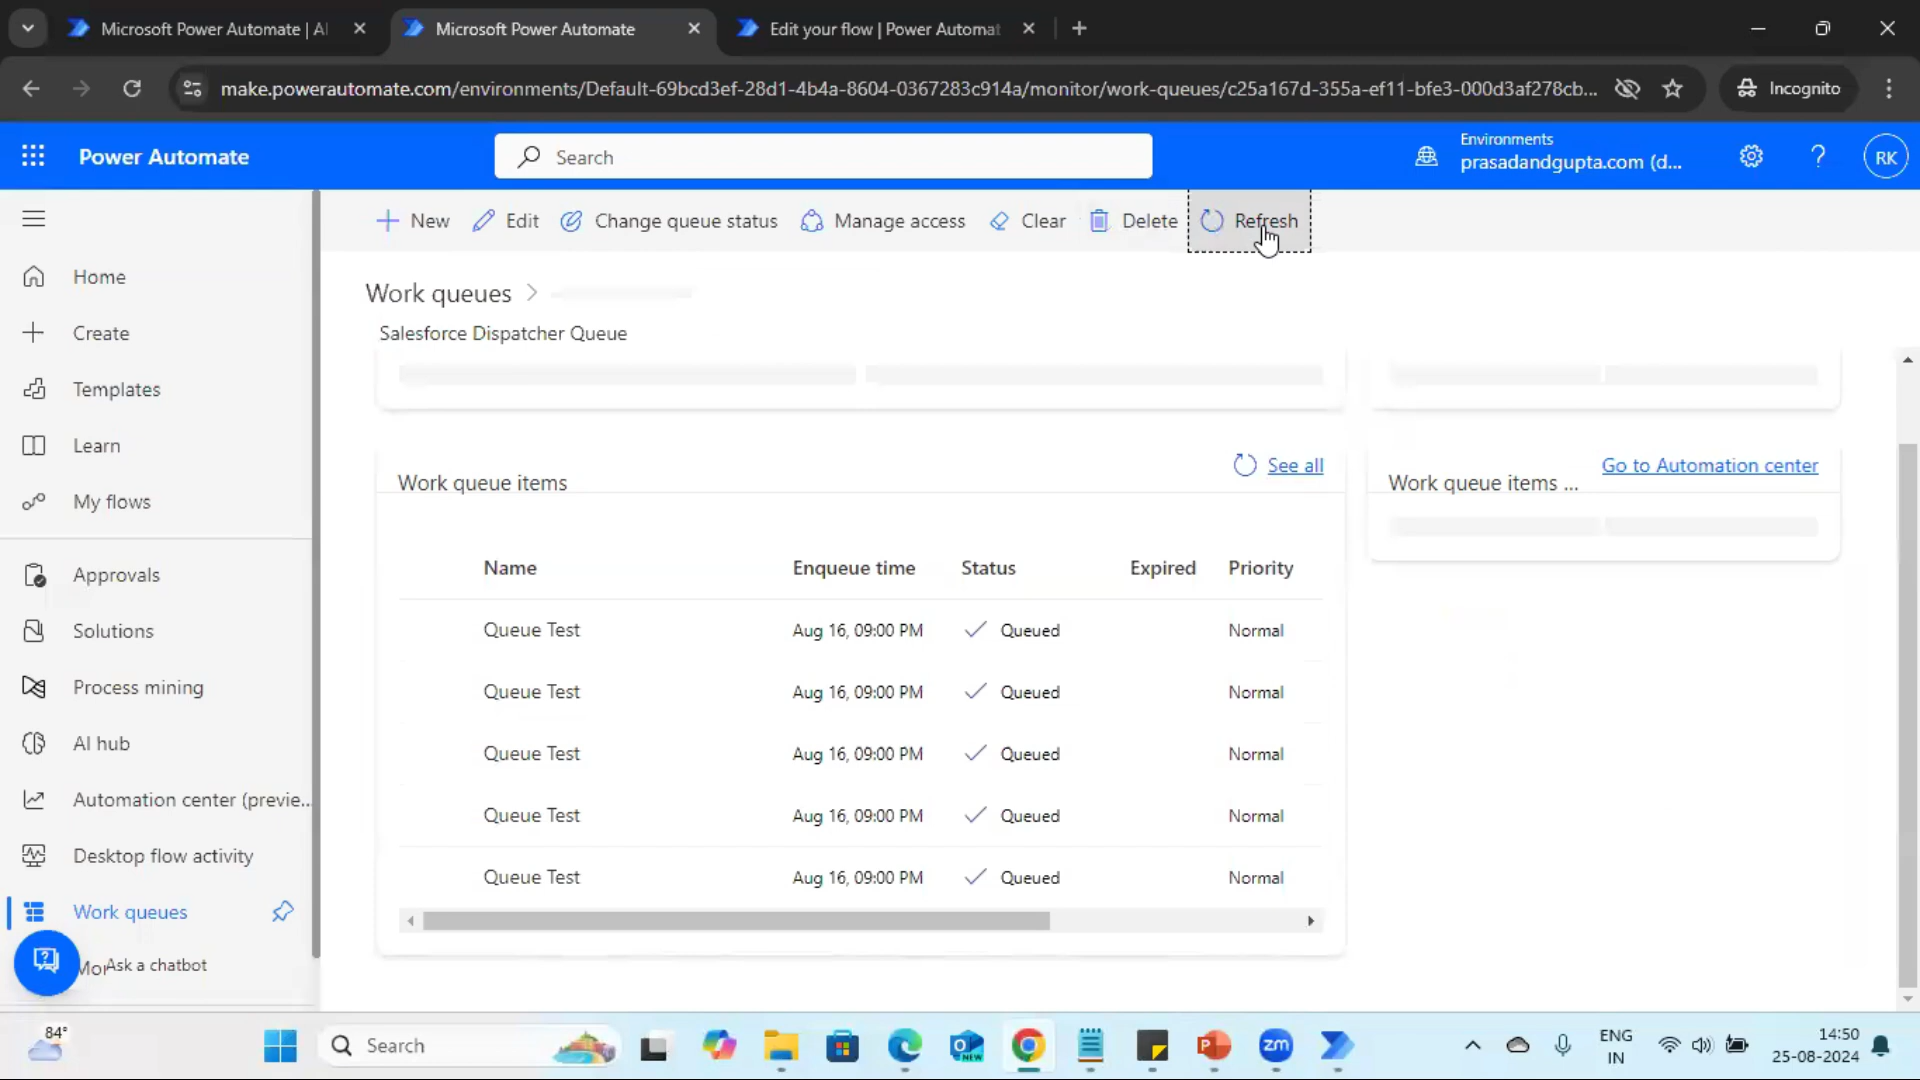 Microsoft Power Automate | AI
Microsoft Power Automate
Edit your flow | Power Automat
make.powerautomate.com/environments/Default-69bcd3ef-28d1-4b4a-8604-0367283c914a/monitor/work-queues/c25a167d-355a-ef11-bfe3-000d3af278cb...
Incognito
Power Automate
Search
Environments
prasadandgupta.com (d...
RK
New
Edit
Change queue status
Manage access
Clear
Delete
Refresh
Home
Create
Templates
Learn
My flows
Approvals
Solutions
Process mining
AI hub
Automation center (previe...
Desktop flow activity
Work queues
Ask a chatbot
Work queues >
Salesforce Dispatcher Queue
Work queue items
See all
Name Enqueue time Status Expired Priority
Queue Test Aug 16, 09:00 PM Queued Normal
Queue Test Aug 16, 09:00 PM Queued Normal
Queue Test Aug 16, 09:00 PM Queued Normal
Queue Test Aug 16, 09:00 PM Queued Normal
Queue Test Aug 16, 09:00 PM Queued Normal
Work queue items ...
Go to Automation center
84°
Search
ENG
IN
14:50
25-08-2024